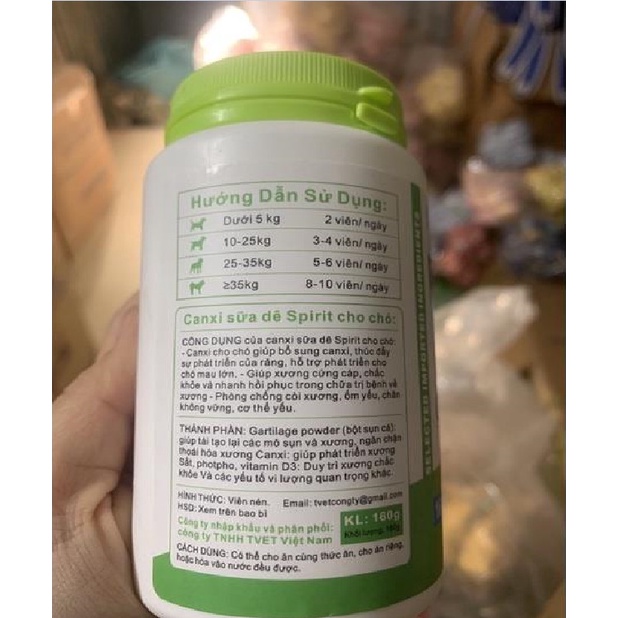 Hướng Dẫn Sử Dụng:
Dưới 5 kg 2 viên/ ngày
10-25kg 3-4 viên/ ngày
25-35kg 5-6 viên/ ngày
≥35kg 8-10 viên/ ngày
Canxi sữa dê Spirit cho chó:
CÔNG DỤNG của canxi sữa dê Spirit cho chó:
- Canxi cho chó giúp bổ sung canxi, thúc đẩy
sự phát triển của răng, hỗ trợ phát triển cho
chó mau lớn. - Giúp xương cứng cáp, chắc
khỏe và nhanh hồi phục trong chữa trị bệnh về
xương - Phòng chống còi xương, ốm yếu, chân
không vững, cơ thể yếu.
THÀNH PHẦN: Gartilage powder (bột sụn cá):
giúp tái tạo lại các mô sụn và xương, ngăn chặn
thoái hóa xương Canxi: giúp phát triển xương
Sắt, photpho, vitamin D3: Duy trì xương chắc
khỏe Và các yếu tố vi lượng quan trọng khác.
HÌNH THỨC: Viên nén. Email: tvetcongty@gmail.com
HSD: Xem trên bao bì
Công ty nhập khẩu và phân phối:
công ty TNHH TVET Việt Nam
KL: 160g
Khối lượng: 160g
CÁCH DÙNG: Có thể cho ăn cùng thức ăn, cho ăn riêng,
hoặc hòa vào nước đều được.
SELECTED IMPORTED INGREDIENTS